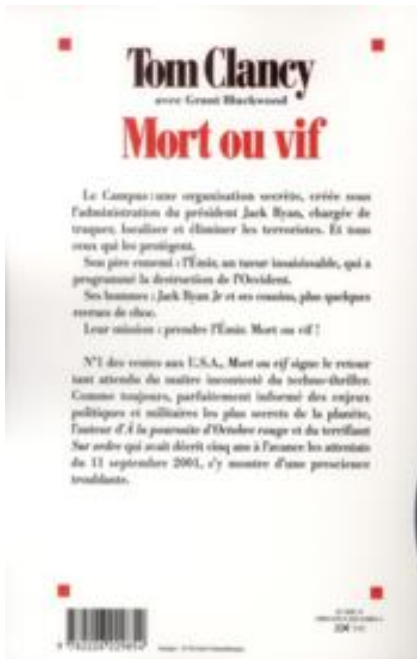 Tom Clancy
avec Grant Blackwood
Mort ou vif
Le Campus : une organisation secrète, créée sous
l'administration du président Jack Ryan, chargée de
traquer, localiser et éliminer les terroristes. Et tous
ceux qui les protègent.
Son pire ennemi : l'Émir, un tueur insaisissable, qui a
programmé la destruction de l'Occident.
Ses hommes : Jack Ryan Jr et ses cousins, plus quelques
recrues de choc.
Leur mission : prendre l'Émir. Mort ou vif !
N°1 des ventes aux U.S.A., Mort ou vif signe le retour
tant attendu du maître incontesté du techno-thriller.
Comme toujours, parfaitement informé des enjeux
politiques et militaires les plus secrets de la planète,
l'auteur d'À la poursuite d'Octobre rouge et du terrifiant
Sur ordre qui avait décrit cinq ans à l'avance les attentats
du 11 septembre 2001, s'y montre d'une prescience
troublante.